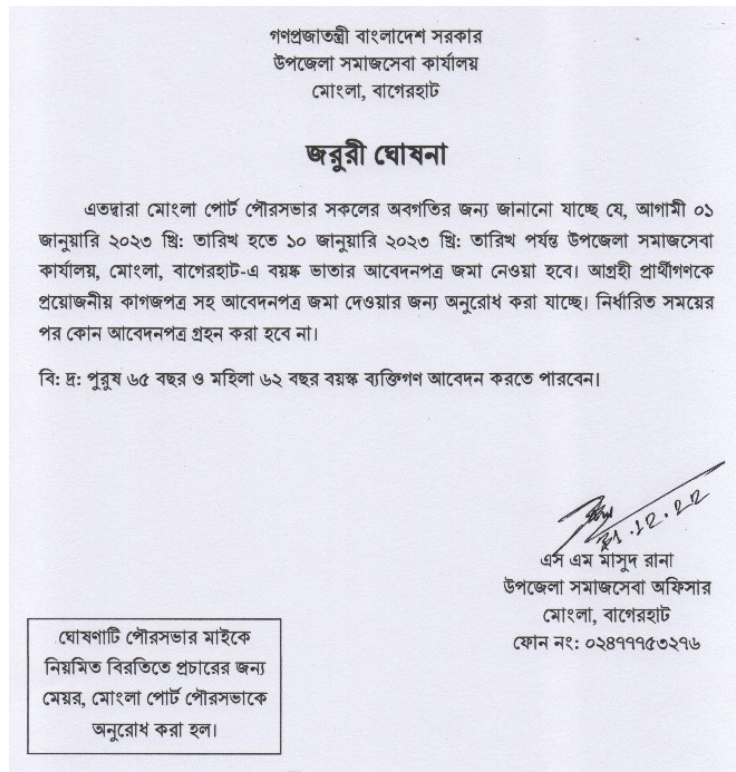 গণপ্রজাতন্ত্রী বাংলাদেশ সরকার
উপজেলা সমাজসেবা কার্যালয়
মোংলা, বাগেরহাট
জরুরী ঘোষনা
এতদ্বারা মোংলা পোর্ট পৌরসভার সকলের অবগতির জন্য জানানো যাচ্ছে যে, আগামী ০১
জানুয়ারি ২০২৩ খ্রি: তারিখ হতে ১০ জানুয়ারি ২০২৩ খ্রি: তারিখ পর্যন্ত উপজেলা সমাজসেবা
কার্যালয়, মোংলা, বাগেরহাট-এ বয়স্ক ভাতার আবেদনপত্র জমা নেওয়া হবে। আগ্রহী প্রার্থীগণকে
প্রয়োজনীয় কাগজপত্র সহ আবেদনপত্র জমা দেওয়ার জন্য অনুরোধ করা যাচ্ছে। নির্ধারিত সময়ের
পর কোন আবেদনপত্র গ্রহন করা হবে না।
বি: দ্র: পুরুষ ৬৫ বছর ও মহিলা ৬২ বছর বয়স্ক ব্যক্তিগণ আবেদন করতে পারবেন।
31.12.22
এস এম মাসুদ রানা
উপজেলা সমাজসেবা অফিসার
মোংলা, বাগেরহাট
ফোন নং: ০২৪৭৭৭৫৩২৭৬
ঘোষণাটি পৌরসভার মাইকে
নিয়মিত বিরতিতে প্রচারের জন্য
মেয়র, মোংলা পোর্ট পৌরসভাকে
অনুরোধ করা হল।